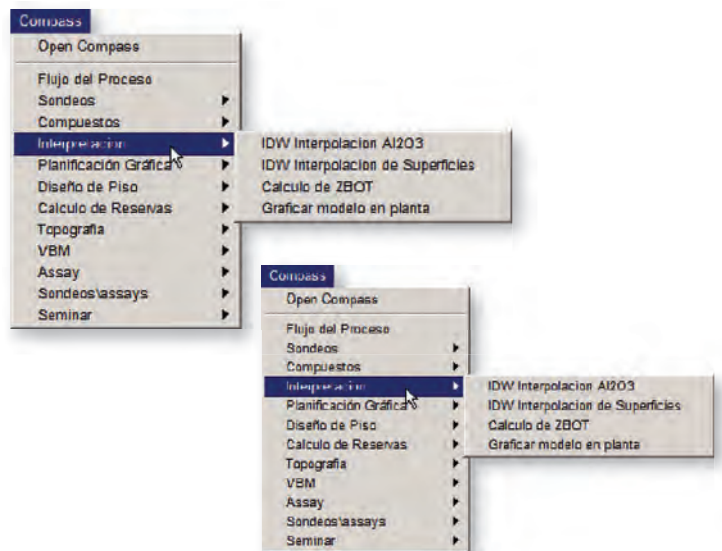 Compass
Open Compass
Flujo del Proceso
Sondeos
Compuestos
Interpretacion
IDW Interpolacion Al2O3
Planificación Gráfica
IDW Interpolacion de Superficies
Diseño de Piso
Calculo de ZBOT
Calculo de Reservas
Graficar modelo en planta
Topografia
VBM
Assay
Sondeos\assays
Seminar
Compass
Open Compass
Flujo del Proceso
Sondeos
Compuestos
Interpretacion
IDW Interpolacion Al2O3
Planificación Gráfica
IDW Interpolacion de Superficies
Diseño de Piso
Calculo de ZBOT
Calculo de Reservas
Graficar modelo en planta
Topografia
VBM
Assay
Sondeos\assays
Seminar